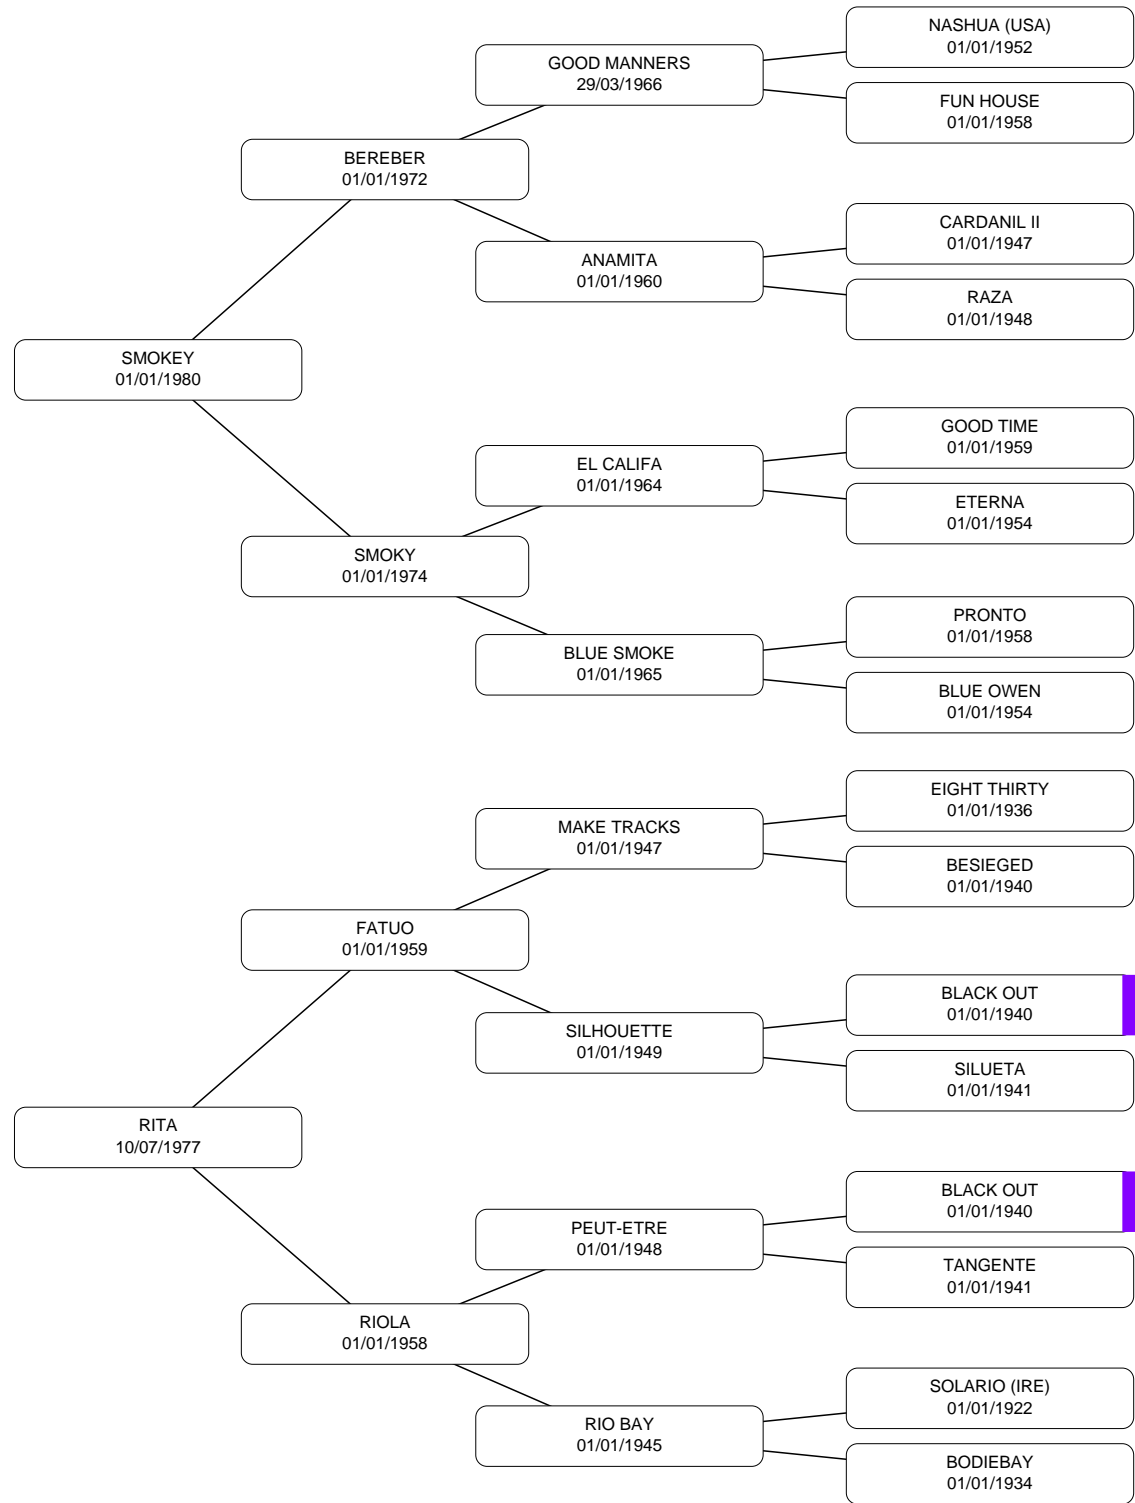 NASHUA (USA)
01/01/1952
GOOD MANNERS
29/03/1966
FUN HOUSE
01/01/1958
BEREBER
01/01/1972
CARDANIL II
01/01/1947
ANAMITA
01/01/1960
RAZA
01/01/1948
SMOKEY
01/01/1980
GOOD TIME
01/01/1959
EL CALIFA
01/01/1964
ETERNA
01/01/1954
SMOKY
01/01/1974
PRONTO
01/01/1958
BLUE SMOKE
01/01/1965
BLUE OWEN
01/01/1954
EIGHT THIRTY
01/01/1936
MAKE TRACKS
01/01/1947
BESIEGED
01/01/1940
FATUO
01/01/1959
BLACK OUT
01/01/1940
SILHOUETTE
01/01/1949
SILUETA
01/01/1941
RITA
10/07/1977
BLACK OUT
01/01/1940
PEUT-ETRE
01/01/1948
TANGENTE
01/01/1941
RIOLA
01/01/1958
SOLARIO (IRE)
01/01/1922
RIO BAY
01/01/1945
BODIEBAY
01/01/1934